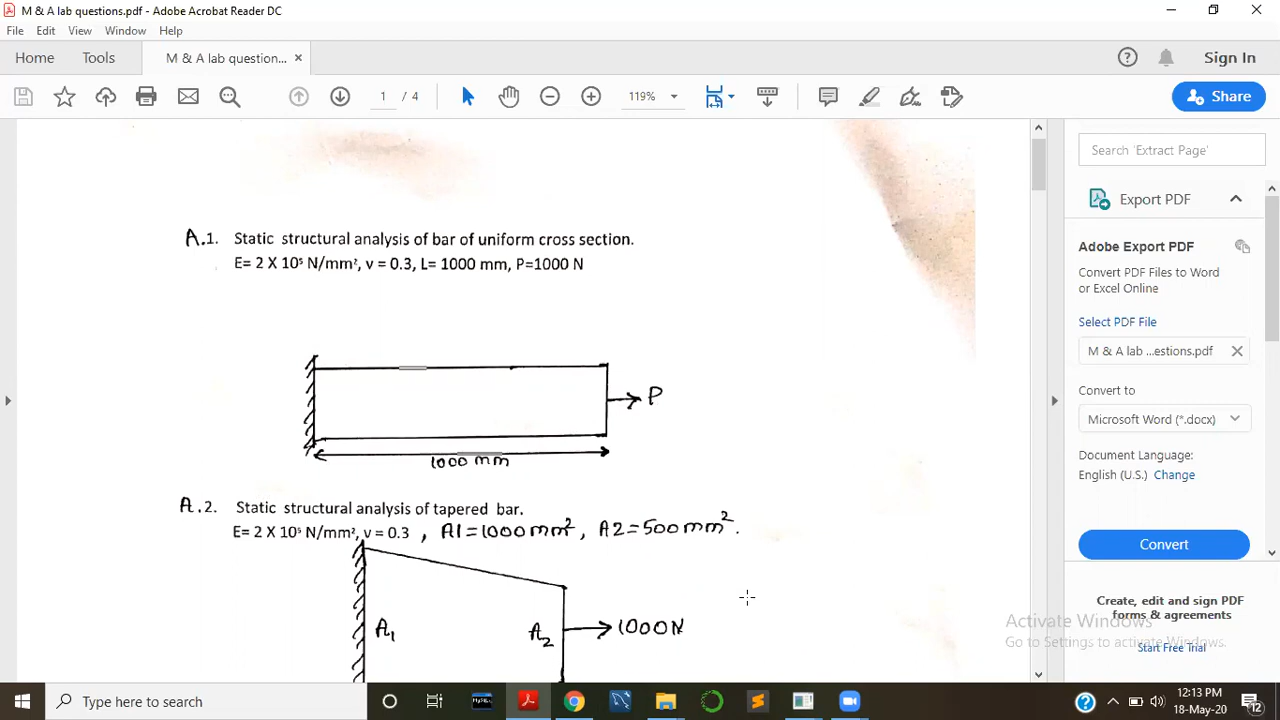 M & A lab questions.pdf - Adobe Acrobat Reader DC
File Edit View Window Help
Home Tools M & A lab question... × Sign In
1 / 4 119% Share
A.1. Static structural analysis of bar of uniform cross section.
E= 2 X 10⁵ N/mm², v = 0.3, L= 1000 mm, P=1000 N
P
1000 mm
A.2. Static structural analysis of tapered bar.
E= 2 X 10⁵ N/mm², v = 0.3 , A1=1000mm², A2=500mm².
A₁
A₂
1000N
Search 'Extract Page'
Export PDF
Adobe Export PDF
Convert PDF Files to Word
or Excel Online
Select PDF File
M & A lab ...estions.pdf
Convert to
Microsoft Word (*.docx)
Document Language:
English (U.S.) Change
Convert
Create, edit and sign PDF
forms & agreements
Start Free Trial
Activate Windows
Go to Settings to activate Windows.
Type here to search
MySQL
12:13 PM
18-May-20
12